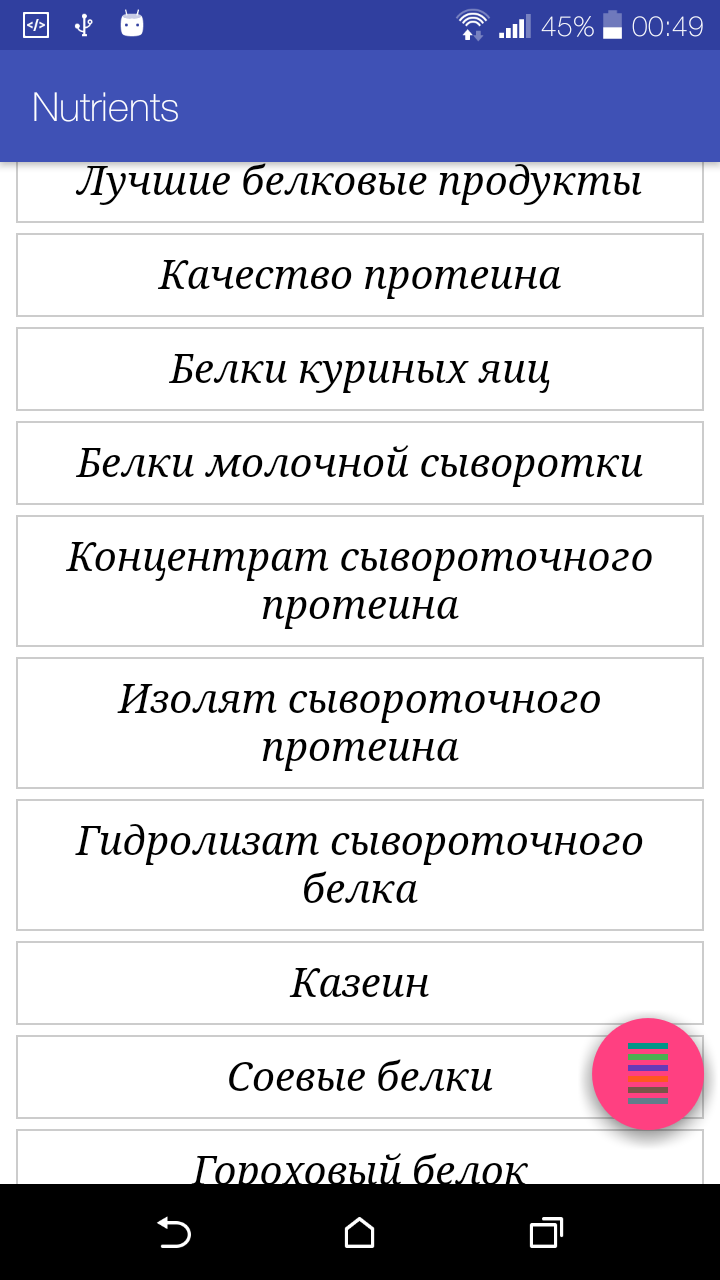 45% 00:49
Nutrients
Лучшие белковые продукты
Качество протеина
Белки куриных яиц
Белки молочной сыворотки
Концентрат сывороточного
протеина
Изолят сывороточного
протеина
Гидролизат сывороточного
белка
Казеин
Соевые белки
Гороховый белок